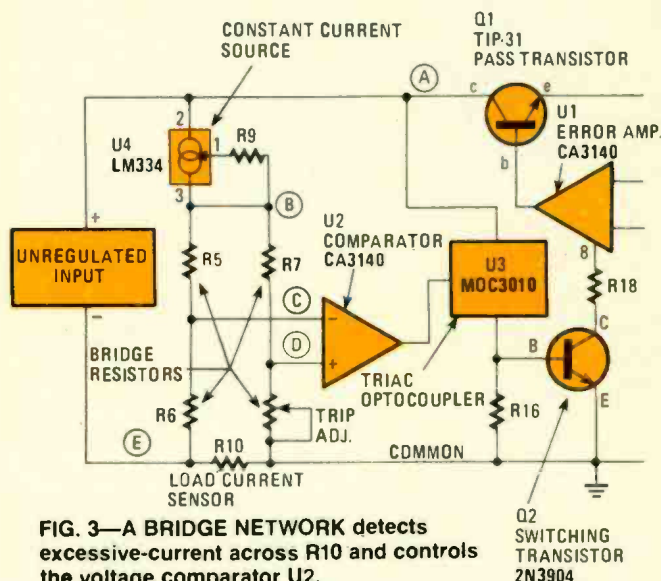 CONSTANT CURRENT
SOURCE
Q1
TIP-31
PASS TRANSISTOR
A
c
e
b
U1
ERROR AMP.
CA3140
2
1
R9
U4
LM334
3
B
U2
COMPARATOR
CA3140
+
UNREGULATED
INPUT
-
R5
R7
U3
MOC3010
8
R18
C
-
D
+
BRIDGE
RESISTORS
TRIAC
OPTOCOUPLER
B
C
E
R6
TRIP
ADJ.
R16
E
R10
COMMON
LOAD CURRENT
SENSOR
Q2
SWITCHING
TRANSISTOR
2N3904
FIG. 3—A BRIDGE NETWORK detects
excessive-current across R10 and controls
the voltage comparator U2.